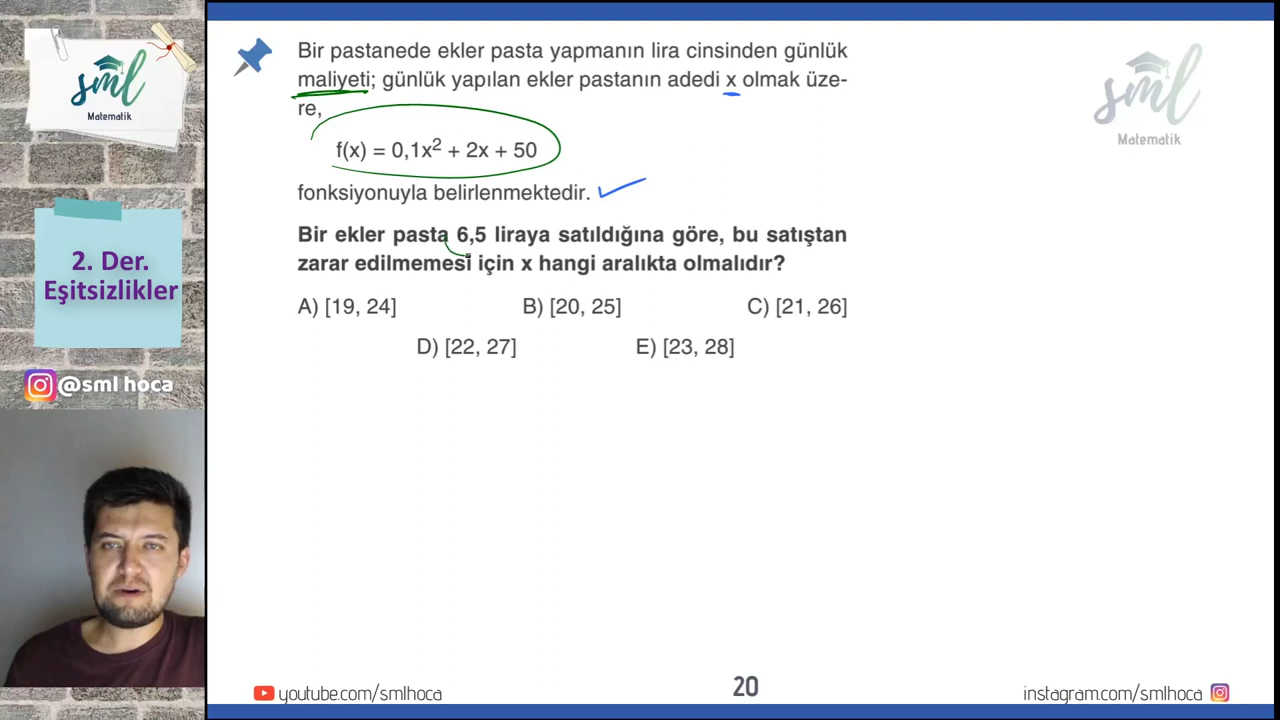 sml
Matematik
2. Der.
Eşitsizlikler
@sml hoca
Bir pastanede ekler pasta yapmanın lira cinsinden günlük
maliyeti; günlük yapılan ekler pastanın adedi x olmak üze-
re,
f(x) = 0,1x² + 2x + 50
fonksiyonuyla belirlenmektedir.
Bir ekler pasta 6,5 liraya satıldığına göre, bu satıştan
zarar edilmemesi için x hangi aralıkta olmalıdır?
A) [19, 24] B) [20, 25] C) [21, 26]
D) [22, 27] E) [23, 28]
sml
Matematik
youtube.com/smlhoca
20
instagram.com/smlhoca